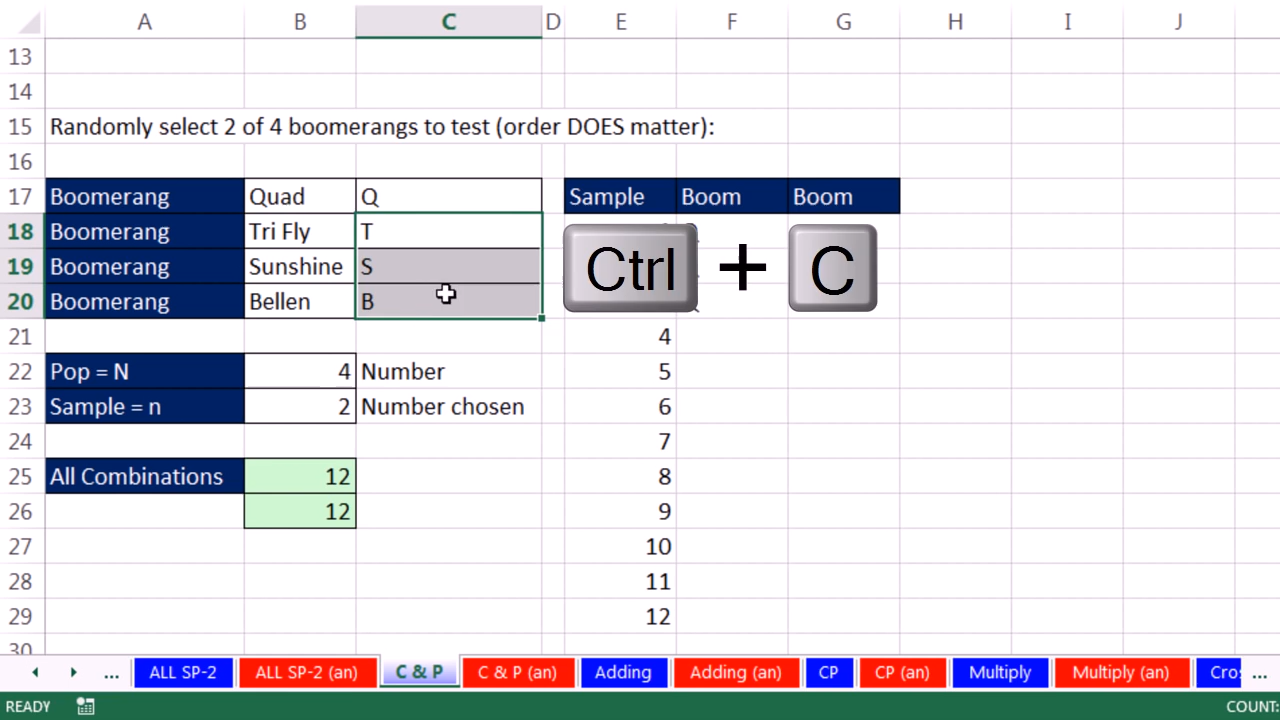 A B C D E F G H I J
13
14
15 Randomly select 2 of 4 boomerangs to test (order DOES matter):
16
17 Boomerang Quad Q Sample Boom Boom
18 Boomerang Tri Fly T
19 Boomerang Sunshine S Ctrl + C
20 Boomerang Bellen B
21 4
22 Pop = N 4 Number 5
23 Sample = n 2 Number chosen 6
24 7
25 All Combinations 12 8
26 12 9
27 10
28 11
29 12
30
... ALL SP-2 ALL SP-2 (an) C & P C & P (an) Adding Adding (an) CP CP (an) Multiply Multiply (an) Cros ...
READY COUNT: